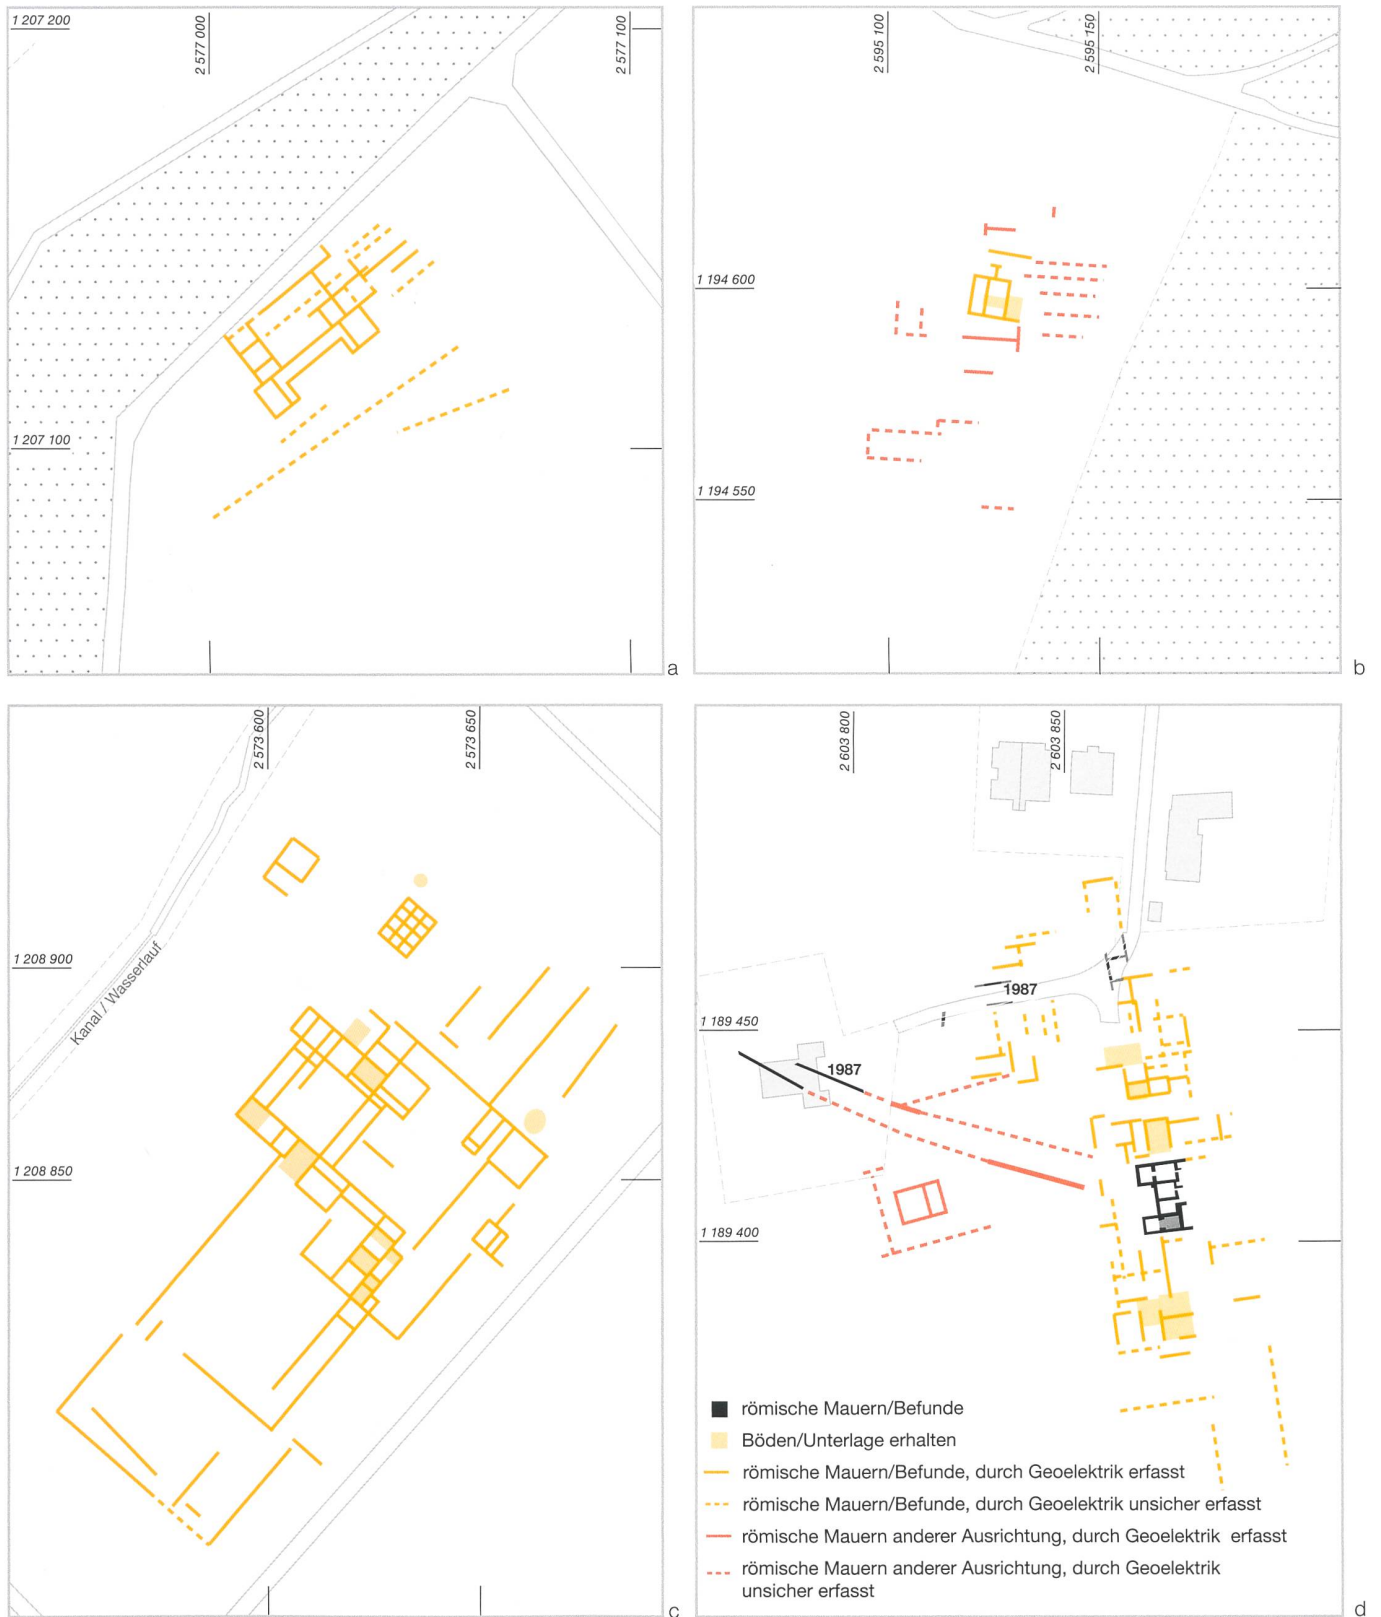 1 207 200
2 577 000
2 577 100
1 207 100
a
2 595 100
2 595 150
1 194 600
1 194 550
b
2 573 600
2 573 650
Kanal / Wasserlauf
1 208 900
1 208 850
c
2 603 800
2 603 850
1987
1 189 450
1987
1 189 400
römische Mauern/Befunde
Böden/Unterlage erhalten
römische Mauern/Befunde, durch Geoelektrik erfasst
römische Mauern/Befunde, durch Geoelektrik unsicher erfasst
römische Mauern anderer Ausrichtung, durch Geoelektrik erfasst
römische Mauern anderer Ausrichtung, durch Geoelektrik
unsicher erfasst
d